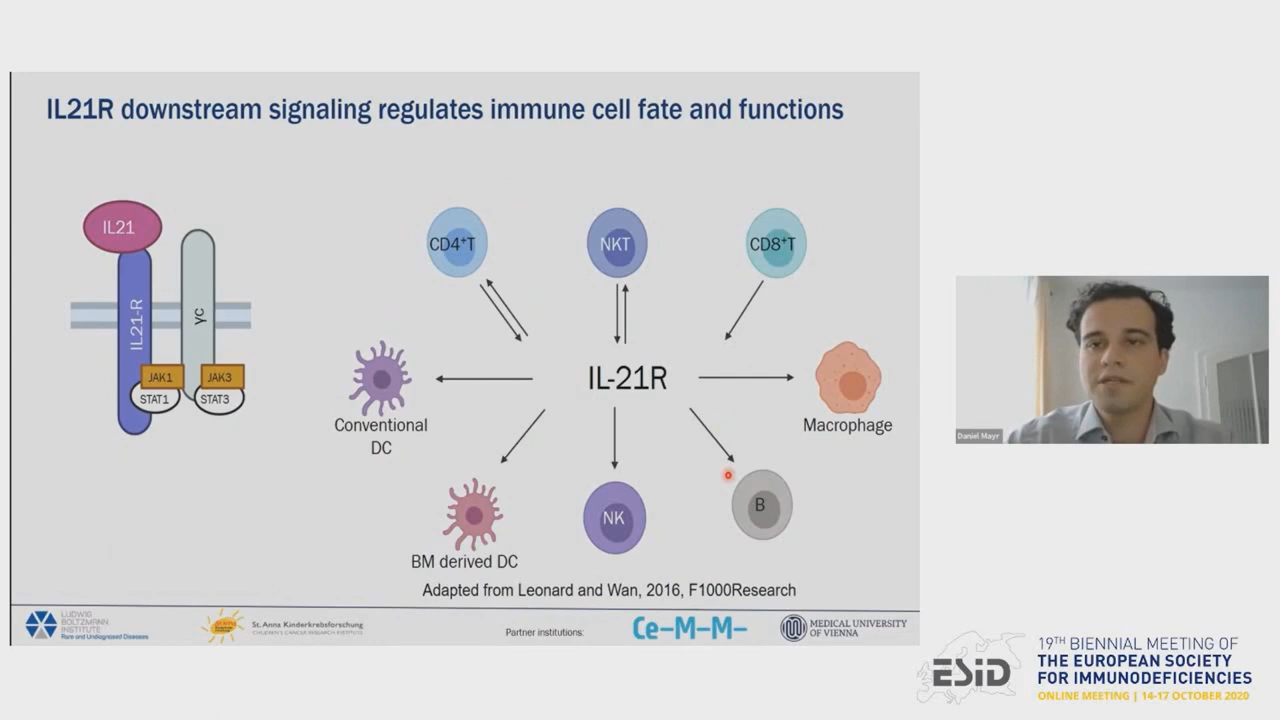 IL21R downstream signaling regulates immune cell fate and functions
IL21
IL21-R
γc
JAK1
JAK3
STAT1
STAT3
CD4⁺T
NKT
CD8⁺T
IL-21R
Conventional
DC
Macrophage
BM derived DC
NK
B
Adapted from Leonard and Wan, 2016, F1000Research
LUDWIG
BOLTZMANN
INSTITUTE
Rare and Undiagnosed Diseases
St. Anna Kinderkrebsforschung
CHILDREN'S CANCER RESEARCH INSTITUTE
Partner institutions:
Ce–M–M–
MEDICAL UNIVERSITY
OF VIENNA
Daniel Mayr
ESID
19TH BIENNIAL MEETING OF
THE EUROPEAN SOCIETY
FOR IMMUNODEFICIENCIES
ONLINE MEETING | 14-17 OCTOBER 2020